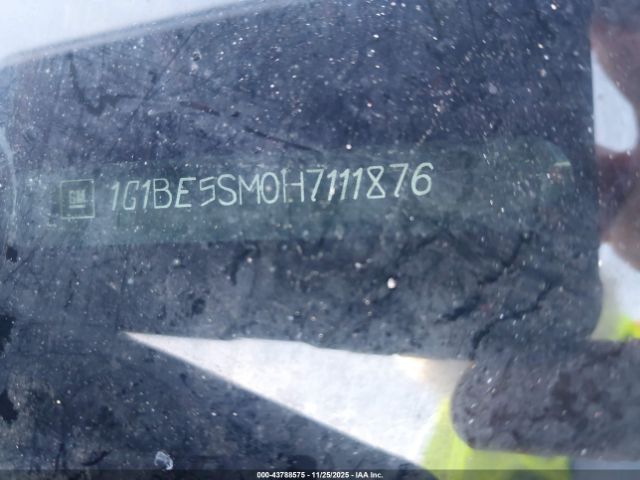 GM 1G1BE5SM0H7111876
000-43788575 • 11/25/2025 • IAA Inc.